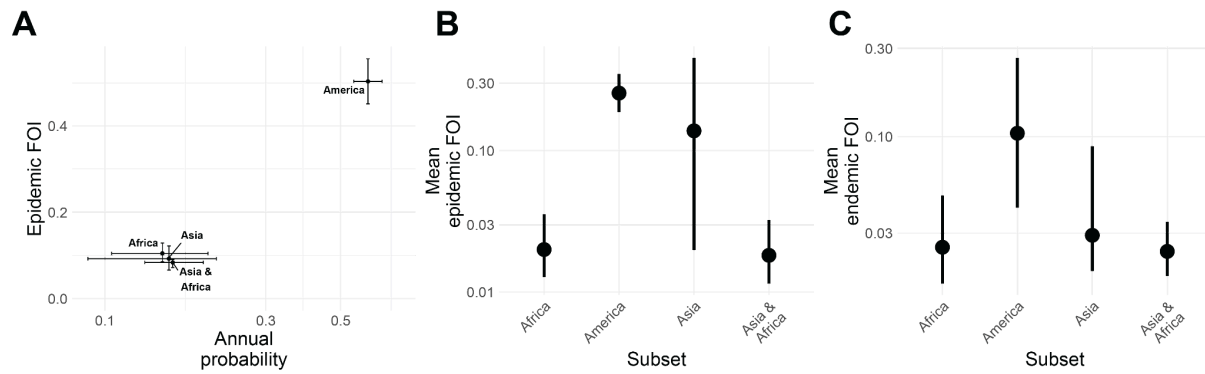 A
Epidemic FOI
0.4
0.2
0.0
America
Africa
Asia
Asia &
Africa
0.1
0.3
0.5
Annual
probability
B
Mean
epidemic FOI
0.30
0.10
0.03
0.01
Africa
America
Asia
Asia &
Africa
Subset
C
Mean
endemic FOI
0.30
0.10
0.03
Africa
America
Asia
Asia &
Africa
Subset